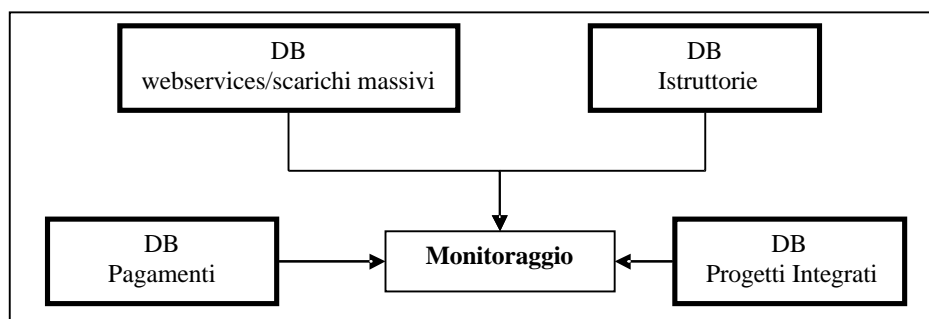 DB
webservices/scarichi massivi
DB
Istruttorie
DB
Pagamenti
Monitoraggio
DB
Progetti Integrati